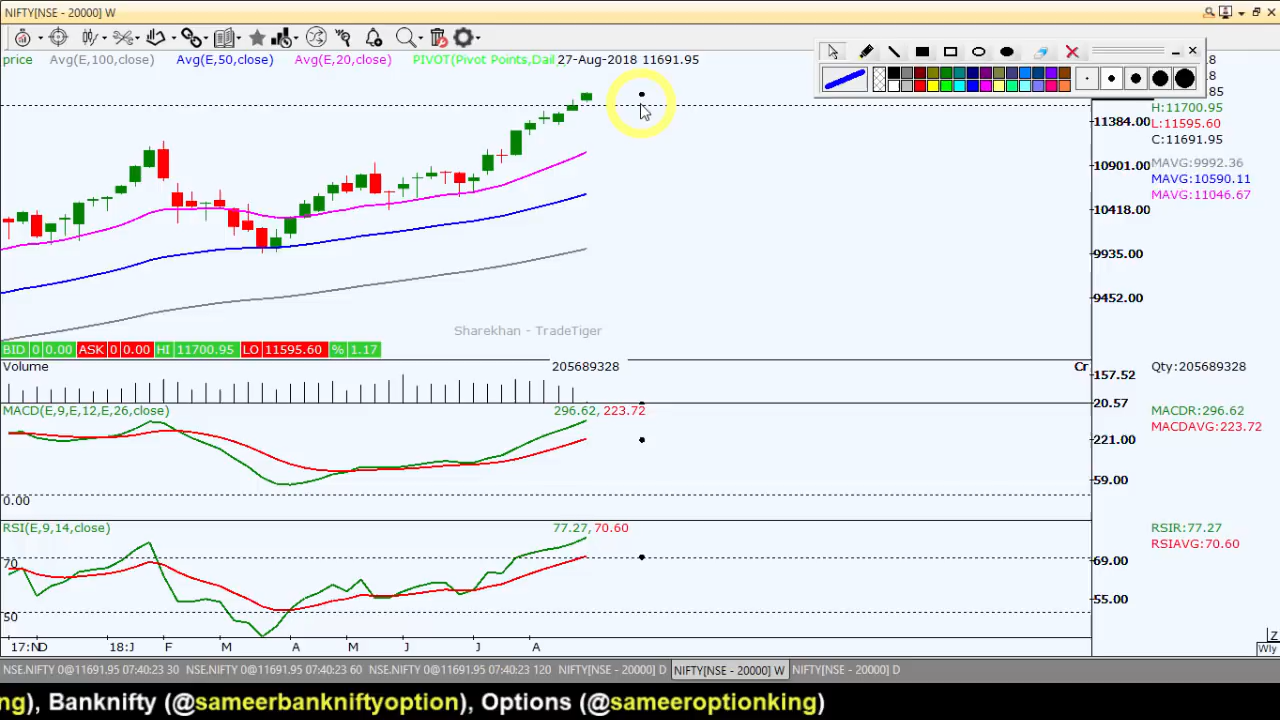 NIFTY[NSE - 20000] W
price Avg(E,100,close) Avg(E,50,close) Avg(E,20,close) PIVOT(Pivot Points,Dail 27-Aug-2018 11691.95
H:11700.95
L:11595.60
C:11691.95
MAVG:9992.36
MAVG:10590.11
MAVG:11046.67
11384.00
10901.00
10418.00
9935.00
9452.00
Sharekhan - TradeTiger
BID 0 0.00 ASK 0 0.00 HI 11700.95 LO 11595.60 % 1.17
Volume 205689328 Cr 157.52 Qty:205689328
20.57
MACD(E,9,E,12,E,26,close) 296.62, 223.72 MACDR:296.62
MACDAVG:223.72
221.00
59.00
0.00
RSI(E,9,14,close) 77.27, 70.60 RSIR:77.27
RSIAVG:70.60
70 69.00
55.00
50
17:N D 18:J F M A M J J A Wly
NSE.NIFTY 0@11691.95 07:40:23 30 NSE.NIFTY 0@11691.95 07:40:23 60 NSE.NIFTY 0@11691.95 07:40:23 120 NIFTY[NSE - 20000] D NIFTY[NSE - 20000] W NIFTY[NSE - 20000] D
ng), Banknifty (@sameerbankniftyoption), Options (@sameeroptionking)